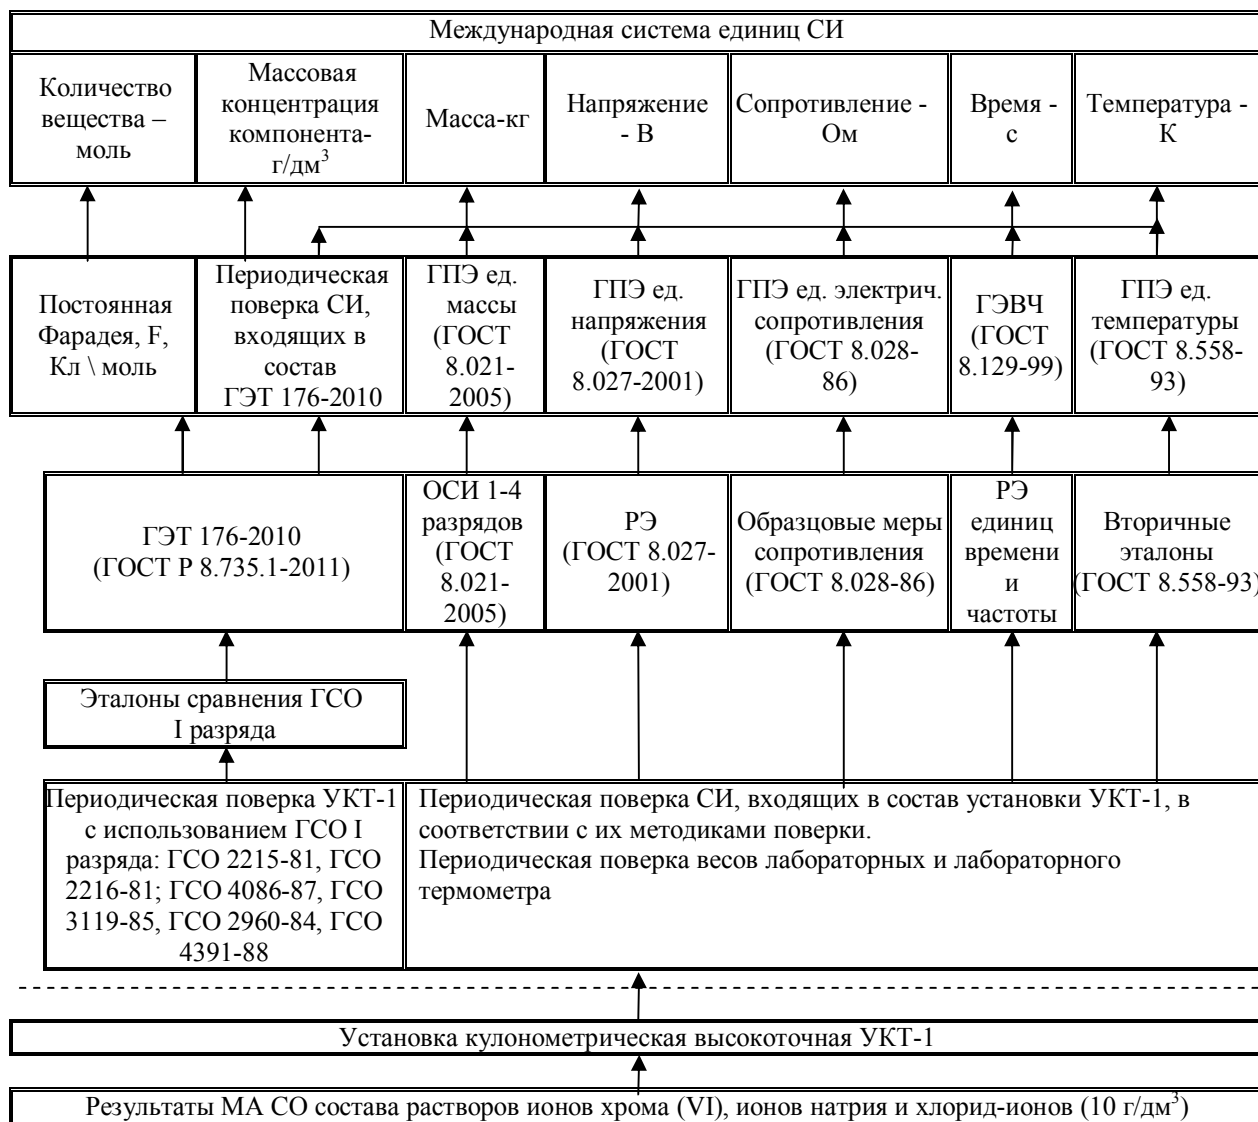 Международная система единиц СИ
Количество
вещества –
моль
Массовая
концентрация
компонента-
г/дм³
Масса-кг
Напряжение
- В
Сопротивление -
Ом
Время -
с
Температура -
К
Постоянная
Фарадея, F,
Кл \ моль
Периодическая
поверка СИ,
входящих в
состав
ГЭТ 176-2010
ГПЭ ед.
массы
(ГОСТ
8.021-
2005)
ГПЭ ед.
напряжения
(ГОСТ
8.027-2001)
ГПЭ ед. электрич.
сопротивления
(ГОСТ 8.028-
86)
ГЭВЧ
(ГОСТ
8.129-99)
ГПЭ ед.
температуры
(ГОСТ 8.558-
93)
ГЭТ 176-2010
(ГОСТ Р 8.735.1-2011)
ОСИ 1-4
разрядов
(ГОСТ
8.021-
2005)
РЭ
(ГОСТ 8.027-
2001)
Образцовые меры
сопротивления
(ГОСТ 8.028-86)
РЭ
единиц
времени
и
частоты
Вторичные
эталоны
(ГОСТ 8.558-93)
Эталоны сравнения ГСО
I разряда
Периодическая поверка УКТ-1
с использованием ГСО I
разряда: ГСО 2215-81, ГСО
2216-81; ГСО 4086-87, ГСО
3119-85, ГСО 2960-84, ГСО
4391-88
Периодическая поверка СИ, входящих в состав установки УКТ-1, в
соответствии с их методиками поверки.
Периодическая поверка весов лабораторных и лабораторного
термометра
Установка кулонометрическая высокоточная УКТ-1
Результаты МА СО состава растворов ионов хрома (VI), ионов натрия и хлорид-ионов (10 г/дм³)